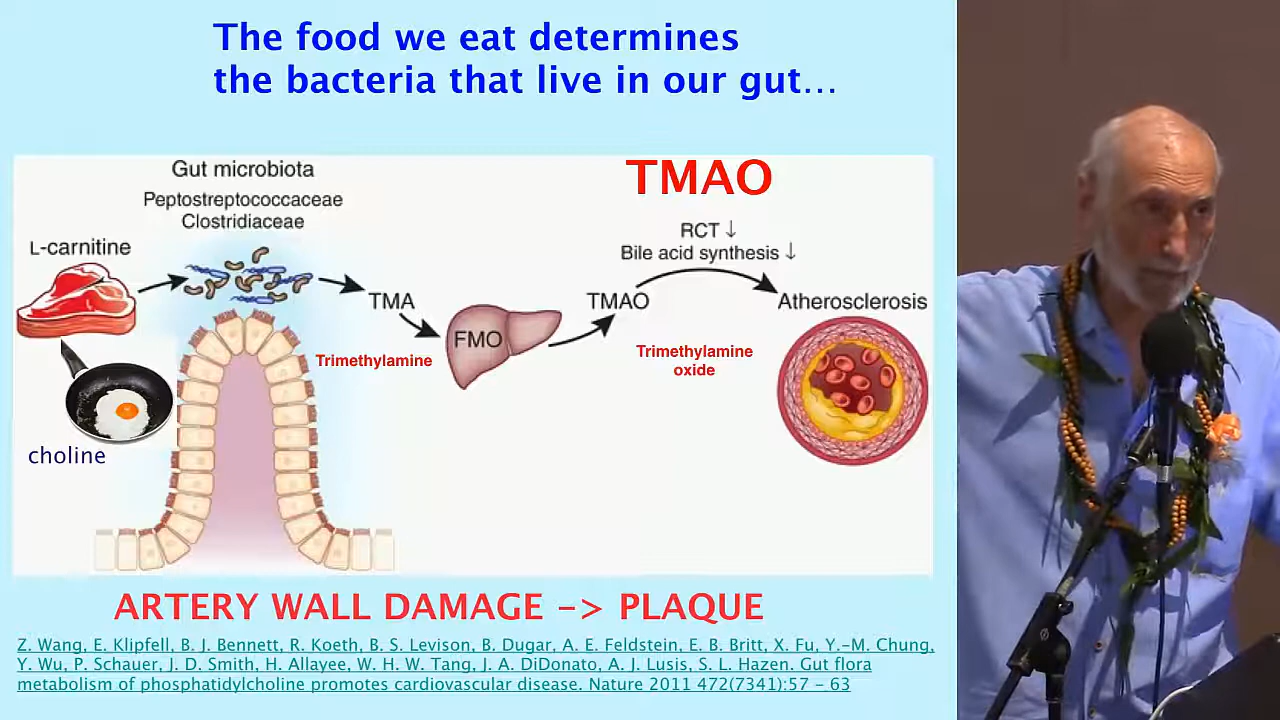 The food we eat determines
the bacteria that live in our gut...
Gut microbiota
Peptostreptococcaceae
Clostridiaceae
L-carnitine
choline
TMA
Trimethylamine
FMO
TMAO
RCT ↓
Bile acid synthesis ↓
TMAO
Trimethylamine
oxide
Atherosclerosis
ARTERY WALL DAMAGE -> PLAQUE
Z. Wang, E. Klipfell, B. J. Bennett, R. Koeth, B. S. Levison, B. Dugar, A. E. Feldstein, E. B. Britt, X. Fu, Y.-M. Chung,
Y. Wu, P. Schauer, J. D. Smith, H. Allayee, W. H. W. Tang, J. A. DiDonato, A. J. Lusis, S. L. Hazen. Gut flora
metabolism of phosphatidylcholine promotes cardiovascular disease. Nature 2011 472(7341):57 - 63